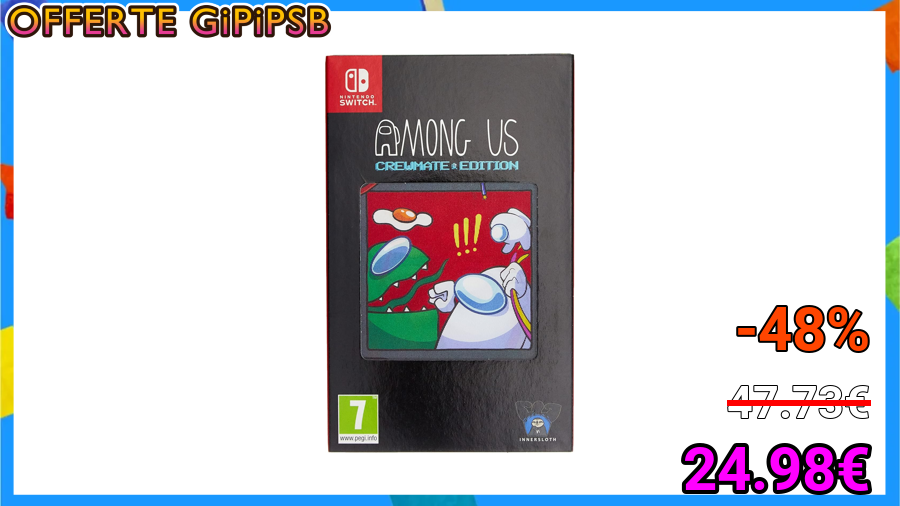 OFFERTE GiPiPSB
NINTENDO
SWITCH.
AMONG US
CREWMATE EDITION
!!!
-48%
47.73€
24.98€
7
www.pegi.info
INNERSLOTH